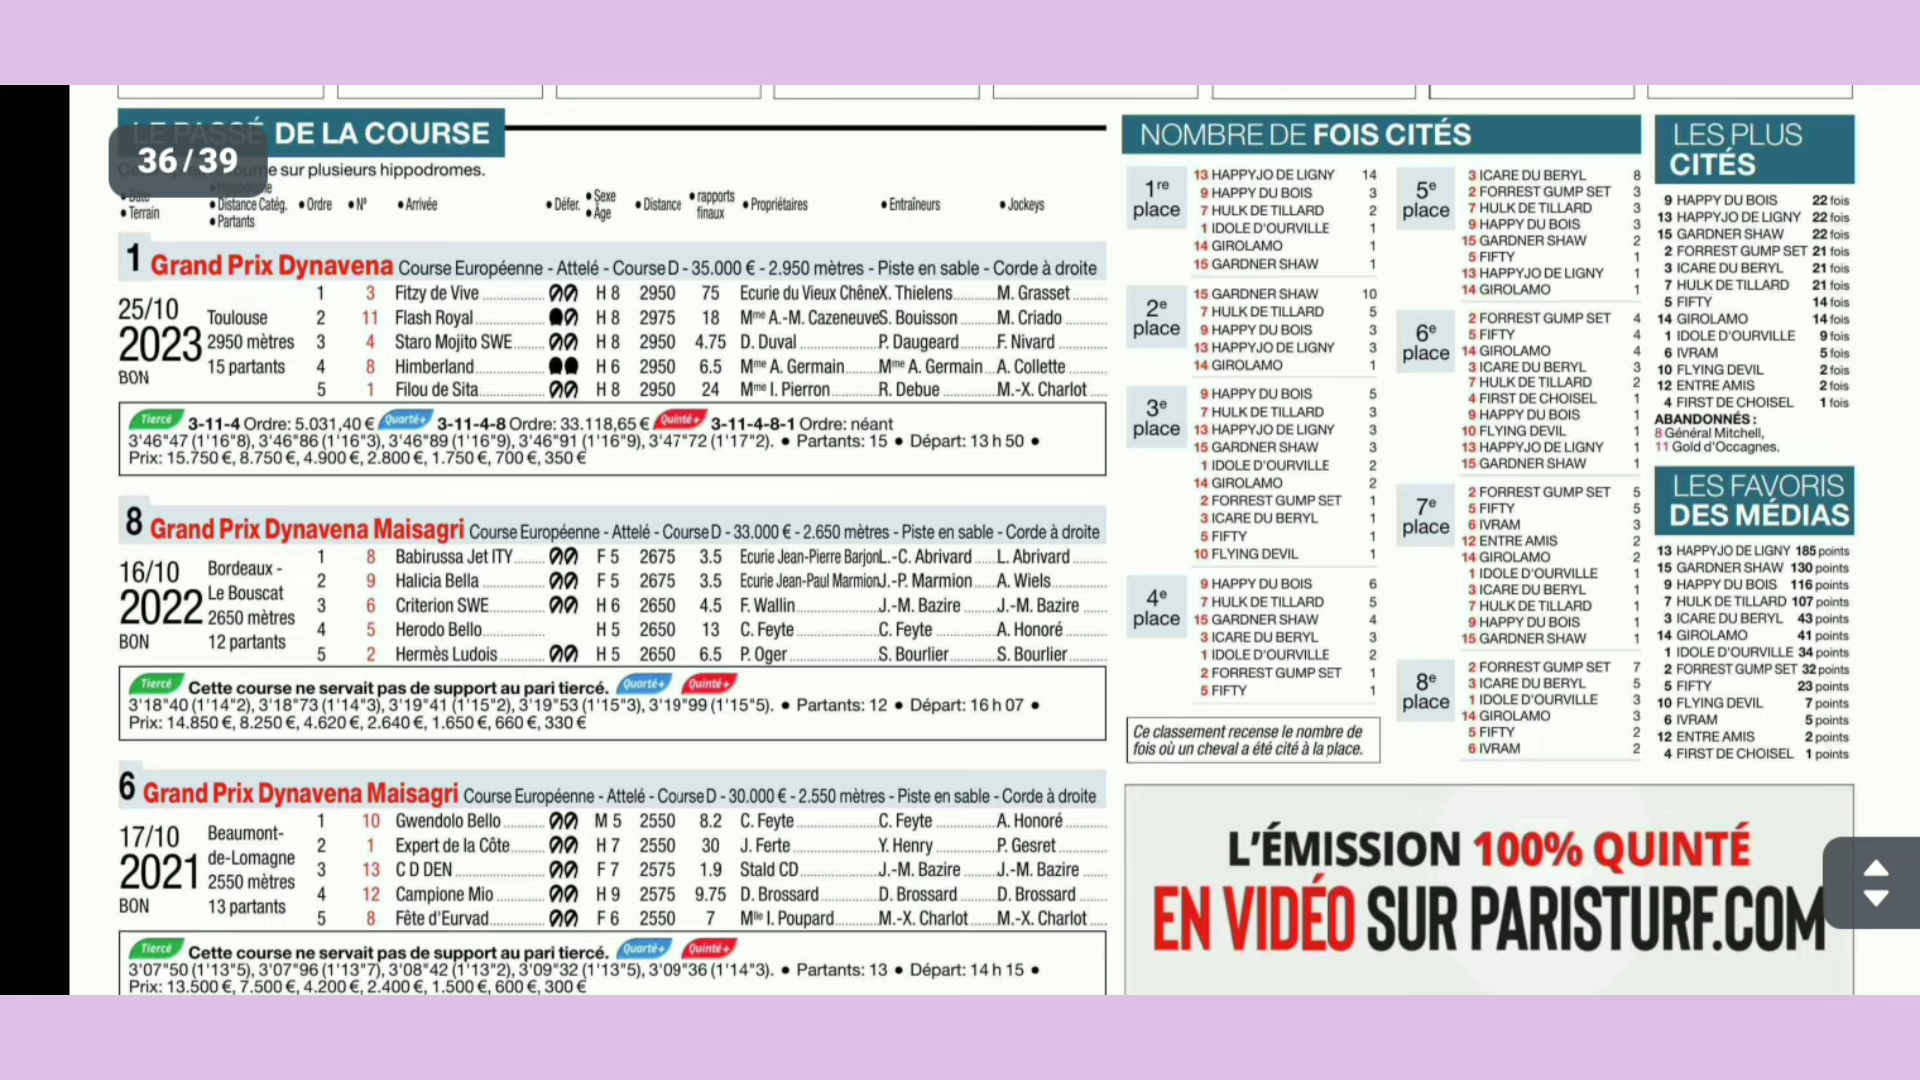 LE PASSÉ DE LA COURSE
36/39
sur plusieurs hippodromes.
• Date
• Terrain
• Hippodrome
• Distance Catég.
• Partants
• Ordre • N° • Arrivée • Défer. • Sexe • Âge • Distance • rapports finaux • Propriétaires • Entraîneurs • Jockeys
1 Grand Prix Dynavena Course Européenne - Attelé - Course D - 35.000 € - 2.950 mètres - Piste en sable - Corde à droite
25/10
2023
BON
Toulouse
2950 mètres
15 partants
1 3 Fitzy de Vive H 8 2950 75 Ecurie du Vieux Chêne X. Thielens M. Grasset
2 11 Flash Royal H 8 2975 18 Mme A.-M. Cazeneuve S. Bouisson M. Criado
3 4 Staro Mojito SWE H 8 2950 4.75 D. Duval P. Daugeard F. Nivard
4 8 Himberland H 6 2950 6.5 Mme A. Germain Mme A. Germain A. Collette
5 1 Filou de Sita H 8 2950 24 Mme I. Pierron R. Debue M.-X. Charlot
Tiercé 3-11-4 Ordre: 5.031,40 € Quarté+ 3-11-4-8 Ordre: 33.118,65 € Quinté+ 3-11-4-8-1 Ordre: néant
3'46"47 (1'16"8), 3'46"86 (1'16"3), 3'46"89 (1'16"9), 3'46"91 (1'16"9), 3'47"72 (1'17"2). • Partants: 15 • Départ: 13 h 50 •
Prix: 15.750 €, 8.750 €, 4.900 €, 2.800 €, 1.750 €, 700 €, 350 €
8 Grand Prix Dynavena Maisagri Course Européenne - Attelé - Course D - 33.000 € - 2.650 mètres - Piste en sable - Corde à droite
16/10
2022
BON
Bordeaux -
Le Bouscat
2650 mètres
12 partants
1 8 Babirussa Jet ITY F 5 2675 3.5 Ecurie Jean-Pierre Barjon L.-C. Abrivard L. Abrivard
2 9 Halicia Bella F 5 2675 3.5 Ecurie Jean-Paul Marmion J.-P. Marmion A. Wiels
3 6 Criterion SWE H 6 2650 4.5 F. Wallin J.-M. Bazire J.-M. Bazire
4 5 Herodo Bello H 5 2650 13 C. Feyte C. Feyte A. Honoré
5 2 Hermès Ludois H 5 2650 6.5 P. Oger S. Bourlier S. Bourlier
Tiercé Cette course ne servait pas de support au pari tiercé. Quarté+ Quinté+
3'18"40 (1'14"2), 3'18"73 (1'14"3), 3'19"41 (1'15"2), 3'19"53 (1'15"3), 3'19"99 (1'15"5). • Partants: 12 • Départ: 16 h 07 •
Prix: 14.850 €, 8.250 €, 4.620 €, 2.640 €, 1.650 €, 660 €, 330 €
6 Grand Prix Dynavena Maisagri Course Européenne - Attelé - Course D - 30.000 € - 2.550 mètres - Piste en sable - Corde à droite
17/10
2021
BON
Beaumont-
de-Lomagne
2550 mètres
13 partants
1 10 Gwendolo Bello M 5 2550 8.2 C. Feyte C. Feyte A. Honoré
2 1 Expert de la Côte H 7 2550 30 J. Ferte Y. Henry P. Gesret
3 13 C D DEN F 7 2575 1.9 Stald CD J.-M. Bazire J.-M. Bazire
4 12 Campione Mio H 9 2575 9.75 D. Brossard D. Brossard D. Brossard
5 8 Fête d'Eurvad F 6 2550 7 Mlle I. Poupard M.-X. Charlot M.-X. Charlot
Tiercé Cette course ne servait pas de support au pari tiercé. Quarté+ Quinté+
3'07"50 (1'13"5), 3'07"96 (1'13"7), 3'08"42 (1'13"2), 3'09"32 (1'13"5), 3'09"36 (1'14"3). • Partants: 13 • Départ: 14 h 15 •
Prix: 13.500 €, 7.500 €, 4.200 €, 2.400 €, 1.500 €, 600 €, 300 €
NOMBRE DE FOIS CITÉS
1re place
13 HAPPYJO DE LIGNY 14
9 HAPPY DU BOIS 3
7 HULK DE TILLARD 2
1 IDOLE D'OURVILLE 1
14 GIROLAMO 1
15 GARDNER SHAW 1
2e place
15 GARDNER SHAW 10
7 HULK DE TILLARD 5
9 HAPPY DU BOIS 3
13 HAPPYJO DE LIGNY 3
14 GIROLAMO 1
3e place
9 HAPPY DU BOIS 5
7 HULK DE TILLARD 3
13 HAPPYJO DE LIGNY 3
15 GARDNER SHAW 3
1 IDOLE D'OURVILLE 2
14 GIROLAMO 2
2 FORREST GUMP SET 1
3 ICARE DU BERYL 1
5 FIFTY 1
10 FLYING DEVIL 1
4e place
9 HAPPY DU BOIS 6
7 HULK DE TILLARD 5
15 GARDNER SHAW 4
3 ICARE DU BERYL 3
1 IDOLE D'OURVILLE 2
2 FORREST GUMP SET 1
5 FIFTY 1
Ce classement recense le nombre de
fois où un cheval a été cité à la place.
5e place
3 ICARE DU BERYL 8
2 FORREST GUMP SET 3
7 HULK DE TILLARD 3
9 HAPPY DU BOIS 3
15 GARDNER SHAW 2
5 FIFTY 1
13 HAPPYJO DE LIGNY 1
14 GIROLAMO 1
6e place
2 FORREST GUMP SET 4
5 FIFTY 4
14 GIROLAMO 4
3 ICARE DU BERYL 3
7 HULK DE TILLARD 2
4 FIRST DE CHOISEL 1
9 HAPPY DU BOIS 1
10 FLYING DEVIL 1
13 HAPPYJO DE LIGNY 1
15 GARDNER SHAW 1
7e place
2 FORREST GUMP SET 5
5 FIFTY 5
6 IVRAM 3
12 ENTRE AMIS 2
14 GIROLAMO 2
1 IDOLE D'OURVILLE 1
3 ICARE DU BERYL 1
7 HULK DE TILLARD 1
9 HAPPY DU BOIS 1
15 GARDNER SHAW 1
8e place
2 FORREST GUMP SET 7
3 ICARE DU BERYL 5
1 IDOLE D'OURVILLE 3
14 GIROLAMO 3
5 FIFTY 2
6 IVRAM 2
LES PLUS
CITÉS
9 HAPPY DU BOIS 22 fois
13 HAPPYJO DE LIGNY 22 fois
15 GARDNER SHAW 22 fois
2 FORREST GUMP SET 21 fois
3 ICARE DU BERYL 21 fois
7 HULK DE TILLARD 21 fois
5 FIFTY 14 fois
14 GIROLAMO 14 fois
1 IDOLE D'OURVILLE 9 fois
6 IVRAM 5 fois
10 FLYING DEVIL 2 fois
12 ENTRE AMIS 2 fois
4 FIRST DE CHOISEL 1 fois
ABANDONNÉS :
8 Général Mitchell,
11 Gold d'Occagnes.
LES FAVORIS
DES MÉDIAS
13 HAPPYJO DE LIGNY 185 points
15 GARDNER SHAW 130 points
9 HAPPY DU BOIS 116 points
7 HULK DE TILLARD 107 points
3 ICARE DU BERYL 43 points
14 GIROLAMO 41 points
1 IDOLE D'OURVILLE 34 points
2 FORREST GUMP SET 32 points
5 FIFTY 23 points
10 FLYING DEVIL 7 points
6 IVRAM 5 points
12 ENTRE AMIS 2 points
4 FIRST DE CHOISEL 1 points
L'ÉMISSION 100% QUINTÉ
EN VIDÉO SUR PARISTURF.COM